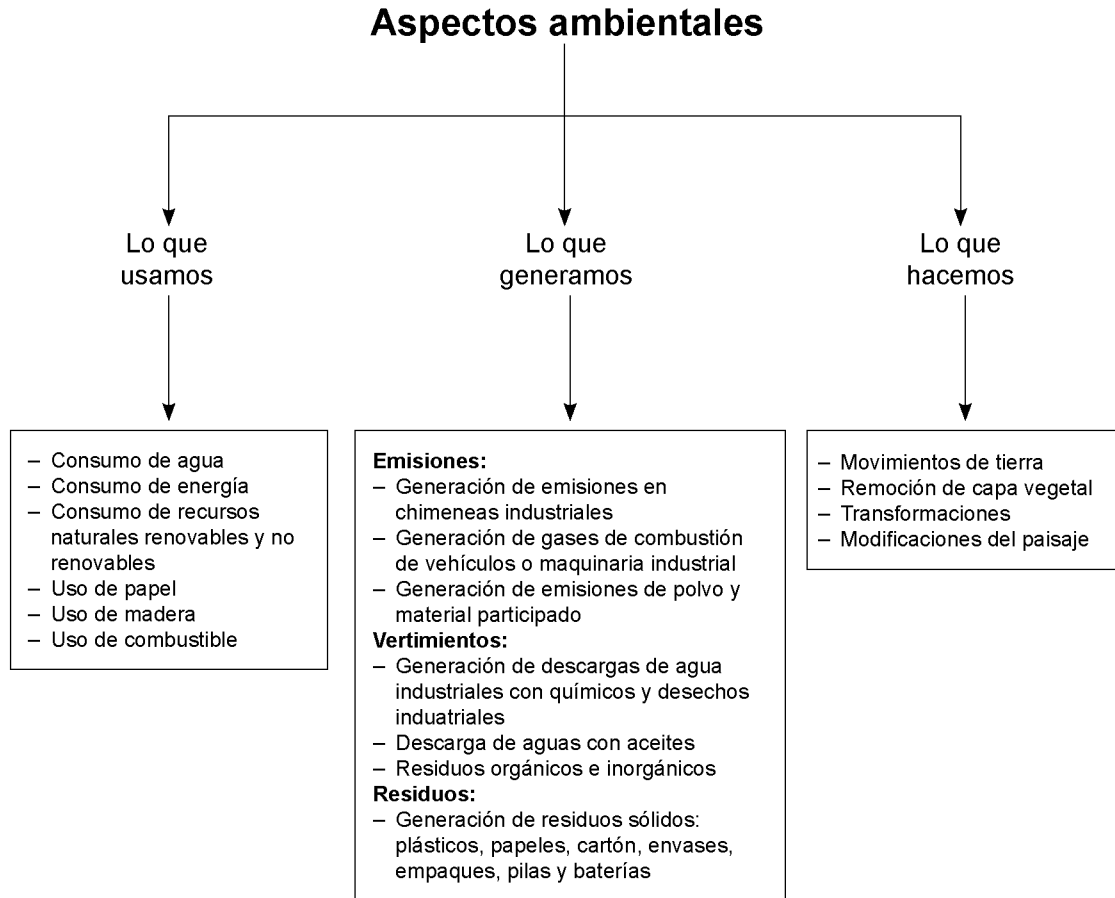 Aspectos ambientales
Lo que
usamos
Lo que
generamos
Lo que
hacemos
– Consumo de agua
– Consumo de energía
– Consumo de recursos
naturales renovables y no
renovables
– Uso de papel
– Uso de madera
– Uso de combustible
Emisiones:
– Generación de emisiones en
chimeneas industriales
– Generación de gases de combustión
de vehículos o maquinaria industrial
– Generación de emisiones de polvo y
material participado
Vertimientos:
– Generación de descargas de agua
industriales con químicos y desechos
induatriales
– Descarga de aguas con aceites
– Residuos orgánicos e inorgánicos
Residuos:
– Generación de residuos sólidos:
plásticos, papeles, cartón, envases,
empaques, pilas y baterías
– Movimientos de tierra
– Remoción de capa vegetal
– Transformaciones
– Modificaciones del paisaje